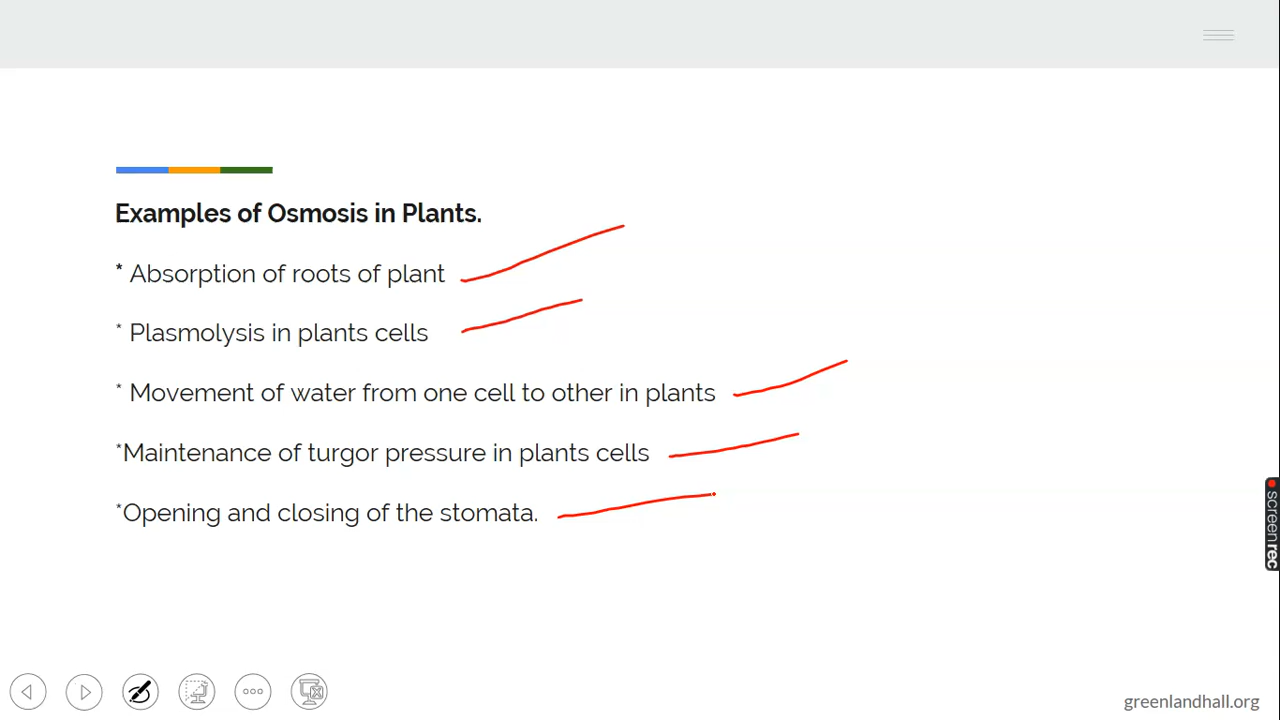 Examples of Osmosis in Plants.
* Absorption of roots of plant
* Plasmolysis in plants cells
* Movement of water from one cell to other in plants
*Maintenance of turgor pressure in plants cells
*Opening and closing of the stomata.
screenrec
greenlandhall.org